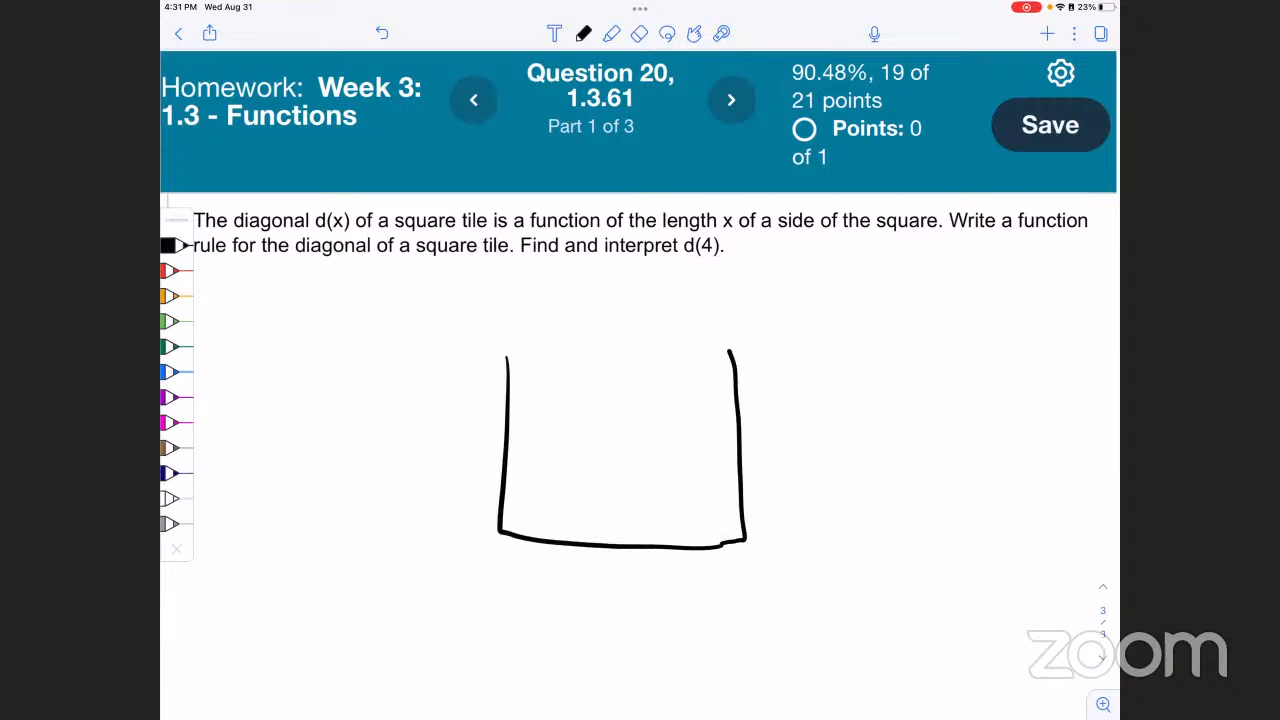 4:31 PM Wed Aug 31
23%
T
Homework: Week 3:
1.3 - Functions
Question 20,
1.3.61
Part 1 of 3
90.48%, 19 of
21 points
Points: 0
of 1
Save
The diagonal d(x) of a square tile is a function of the length x of a side of the square. Write a function
rule for the diagonal of a square tile. Find and interpret d(4).
3
/
3
zoom